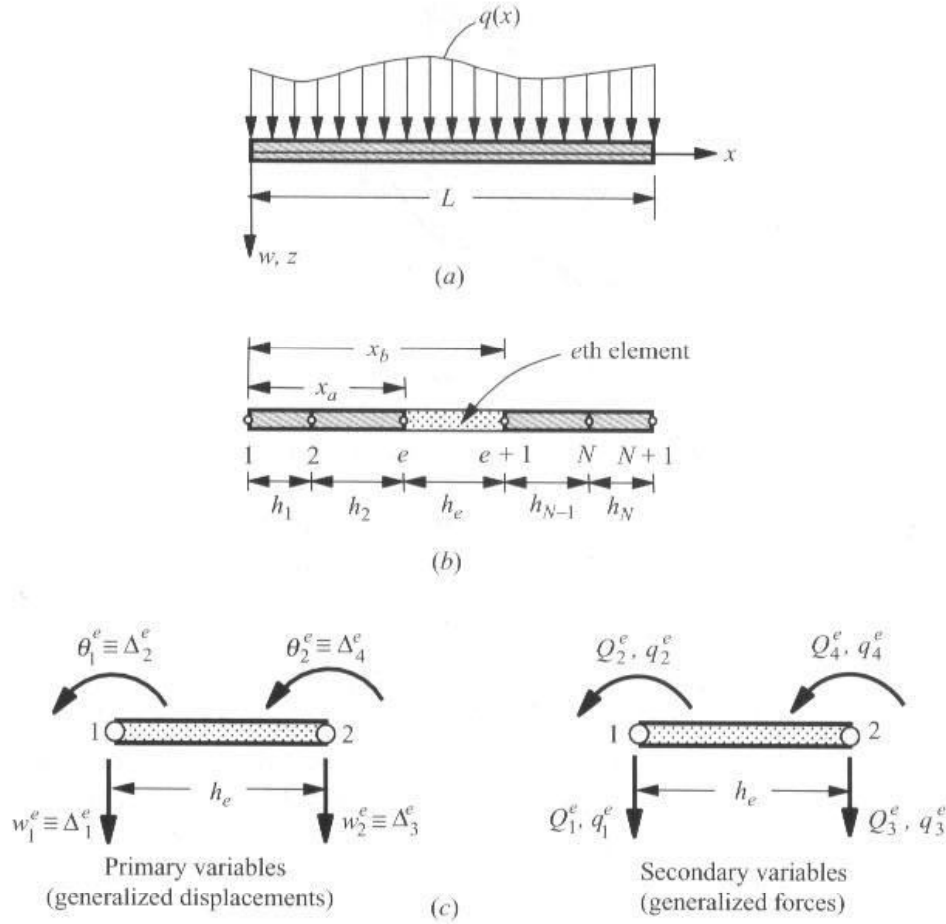 q(x)
x
L
w, z
(a)
x_b
eth element
x_a
1 2 e e + 1 N N + 1
h_1 h_2 h_e h_{N−1} h_N
(b)
θ_1^e ≡ Δ_2^e θ_2^e ≡ Δ_4^e Q_2^e, q_2^e Q_4^e, q_4^e
1 2 1 2
h_e h_e
w_1^e ≡ Δ_1^e w_2^e ≡ Δ_3^e Q_1^e, q_1^e Q_3^e, q_3^e
Primary variables Secondary variables
(generalized displacements) (c) (generalized forces)